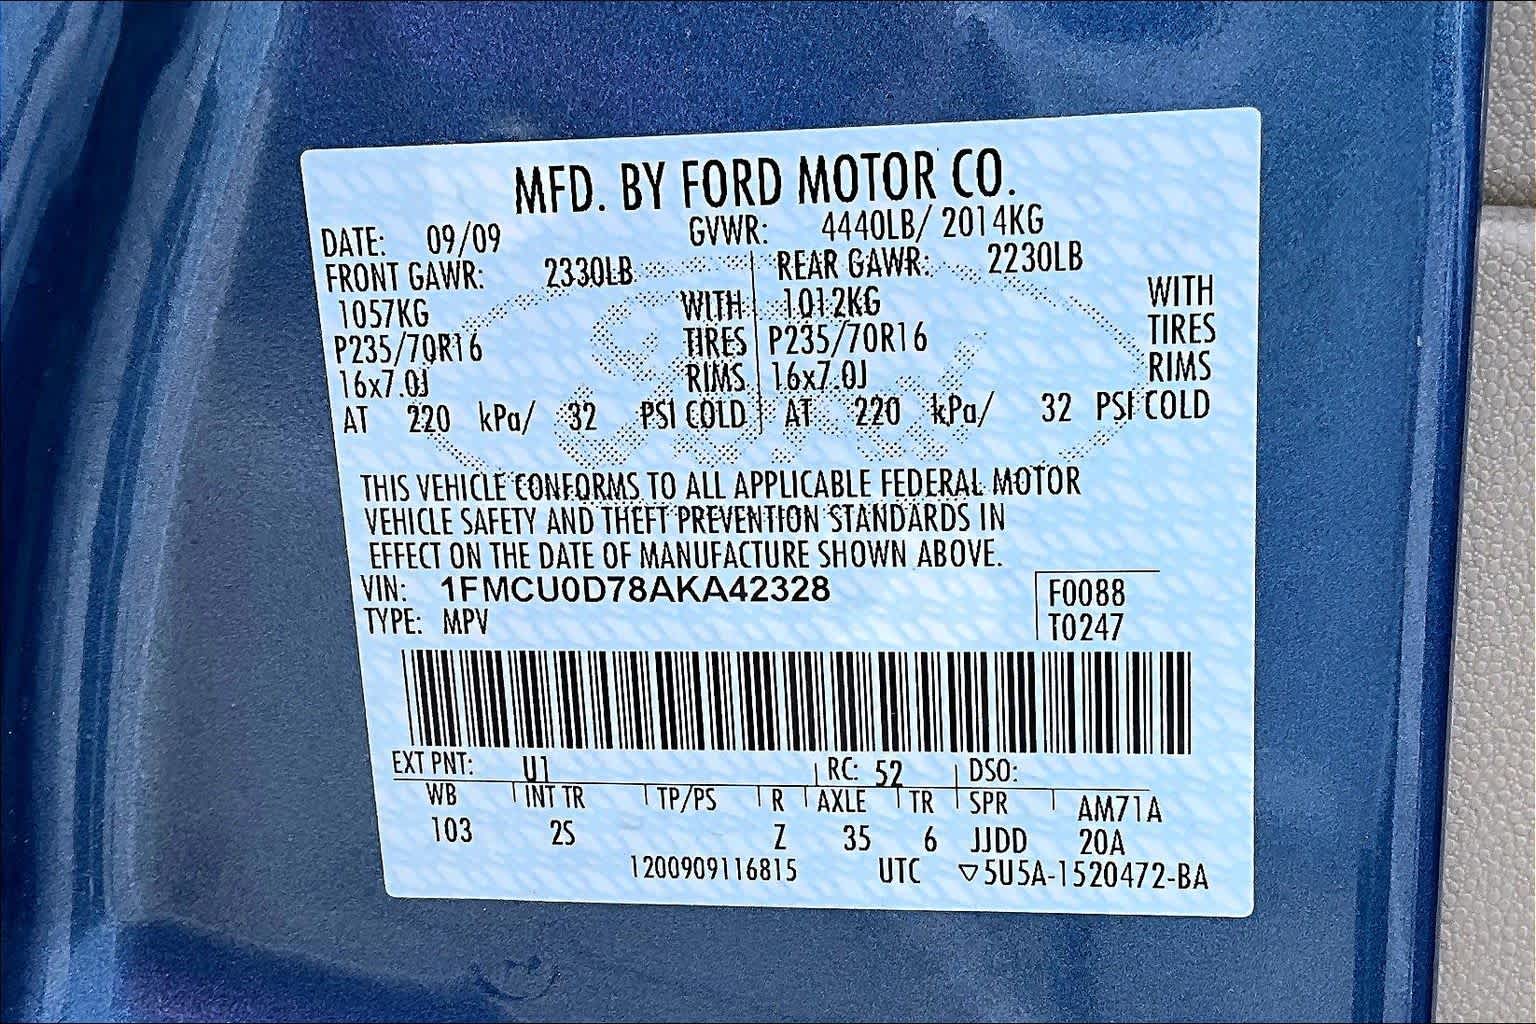 MFD. BY FORD MOTOR CO.
DATE: 09/09 GVWR: 4440LB/ 2014KG
FRONT GAWR: 2330LB REAR GAWR: 2230LB
1057KG WITH 1012KG WITH
P235/70R16 TIRES P235/70R16 TIRES
16x7.0J RIMS 16x7.0J RIMS
AT 220 kPa/ 32 PSI COLD AT 220 kPa/ 32 PSI COLD
THIS VEHICLE CONFORMS TO ALL APPLICABLE FEDERAL MOTOR
VEHICLE SAFETY AND THEFT PREVENTION STANDARDS IN
EFFECT ON THE DATE OF MANUFACTURE SHOWN ABOVE.
VIN: 1FMCU0D78AKA42328 F0088
TYPE: MPV T0247
EXT PNT: U1 RC: 52 DSO:
WB INT TR TP/PS R AXLE TR SPR AM71A
103 2S Z 35 6 JJDD 20A
1200909116815 UTC ▽5U5A-1520472-BA